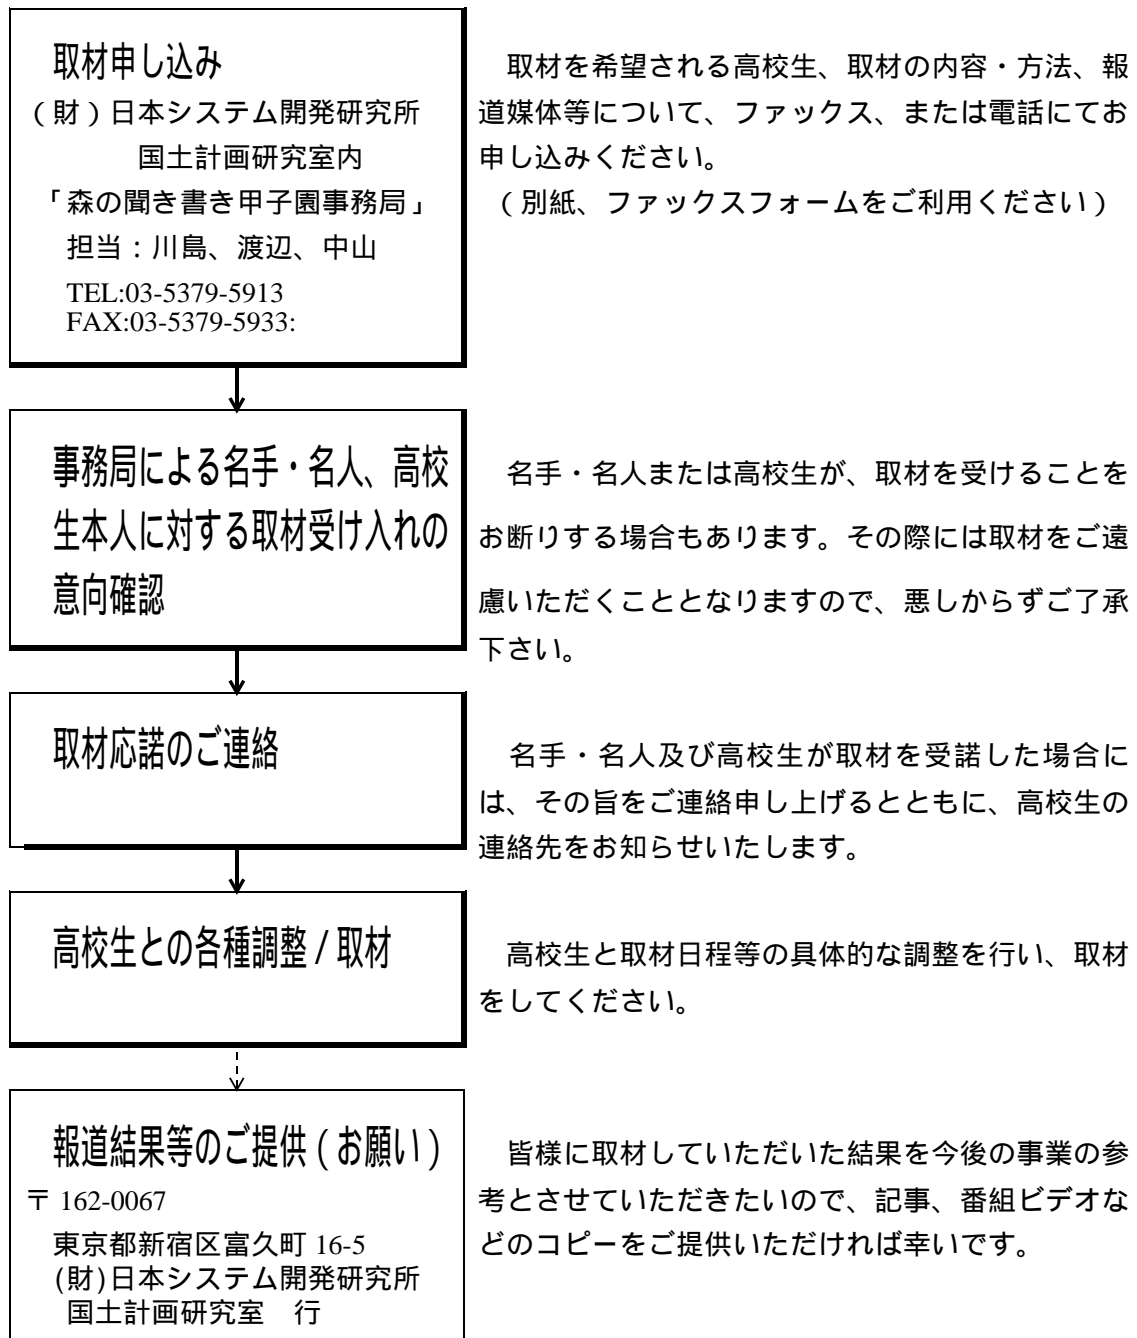 取材申し込み
(財)日本システム開発研究所
国土計画研究室内
「森の聞き書き甲子園事務局」
担当：川島、渡辺、中山
TEL:03-5379-5913
FAX:03-5379-5933:
取材を希望される高校生、取材の内容・方法、報
道媒体等について、ファックス、または電話にてお
申し込みください。
(別紙、ファックスフォームをご利用ください)
事務局による名手・名人、高校
生本人に対する取材受け入れの
意向確認
名手・名人または高校生が、取材を受けることを
お断りする場合もあります。その際には取材をご遠
慮いただくこととなりますので、悪しからずご了承
下さい。
取材応諾のご連絡
名手・名人及び高校生が取材を受諾した場合に
は、その旨をご連絡申し上げるとともに、高校生の
連絡先をお知らせいたします。
高校生との各種調整/取材
高校生と取材日程等の具体的な調整を行い、取材
をしてください。
報道結果等のご提供(お願い)
〒162-0067
東京都新宿区富久町 16-5
(財)日本システム開発研究所
国土計画研究室　行
皆様に取材していただいた結果を今後の事業の参
考とさせていただきたいので、記事、番組ビデオな
どのコピーをご提供いただければ幸いです。